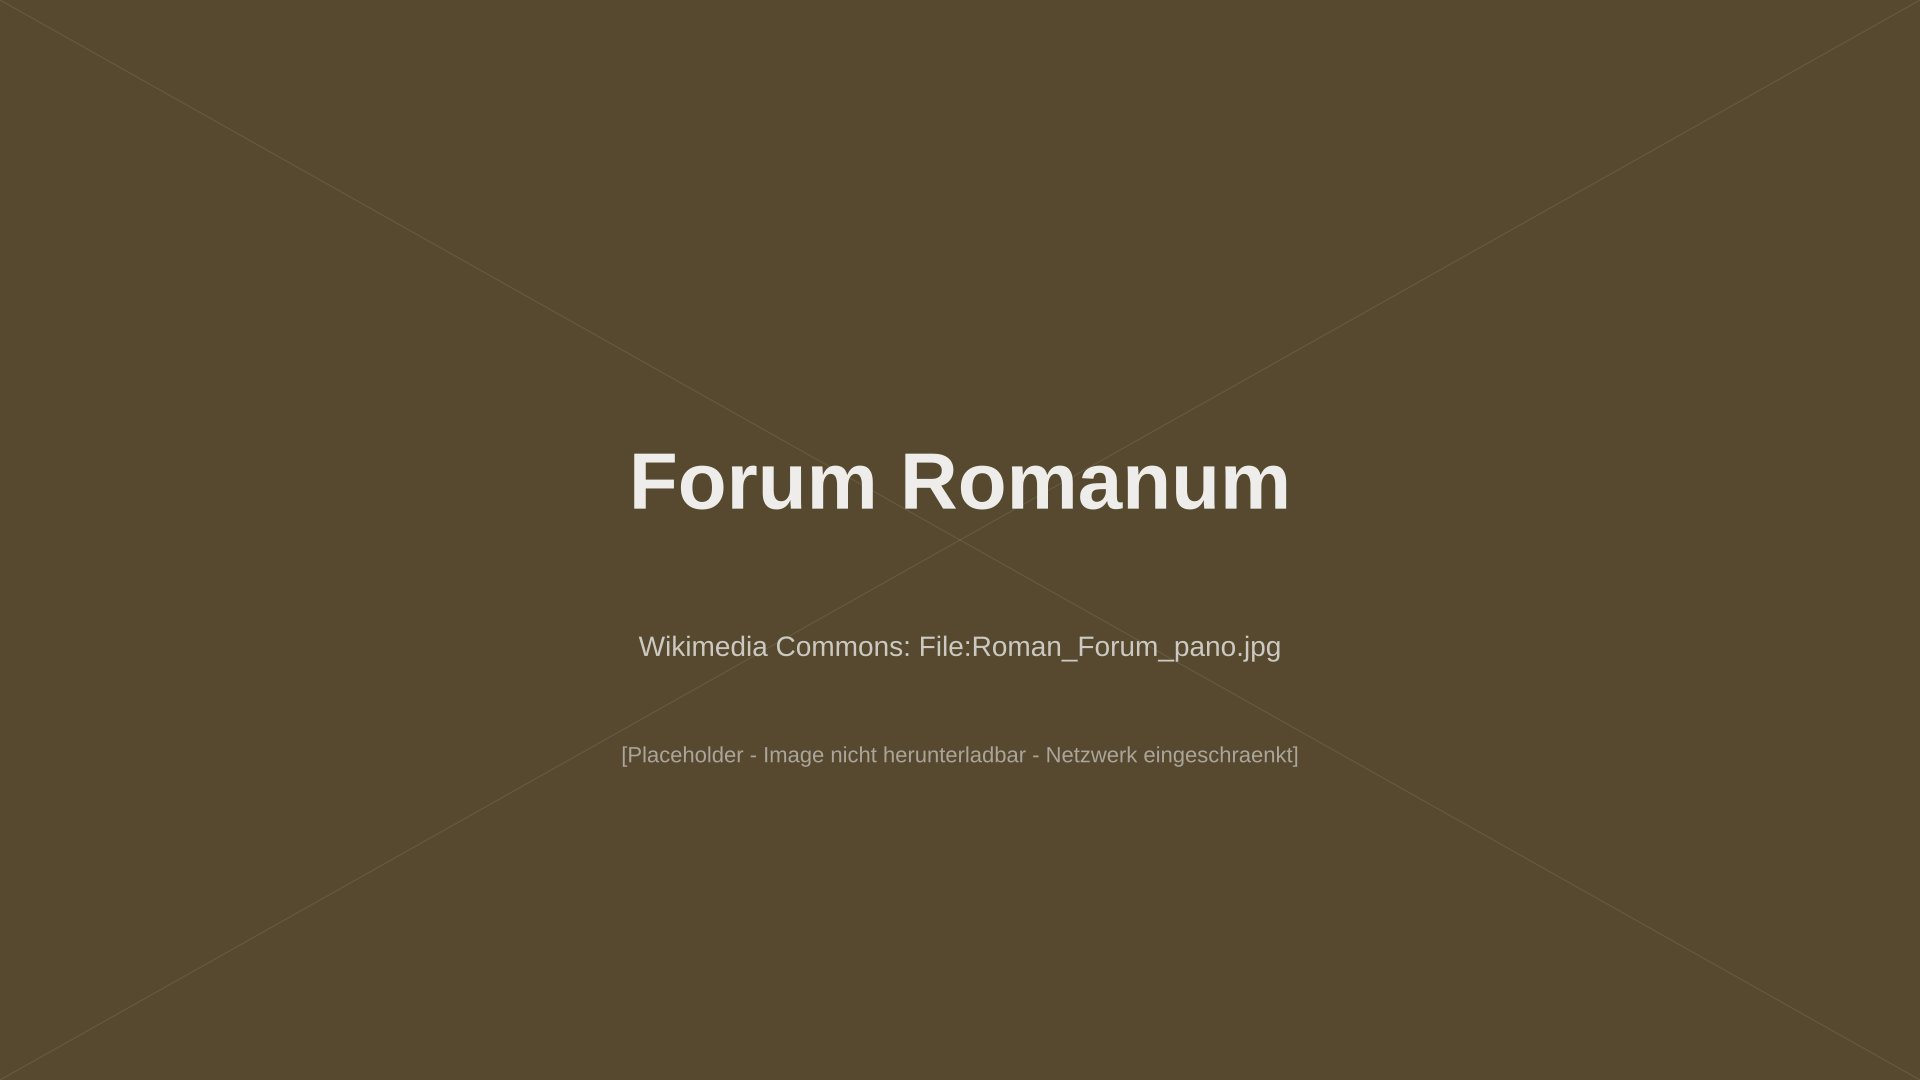 Forum Romanum
Wikimedia Commons: File:Roman_Forum_pano.jpg
[Placeholder - Image nicht herunterladbar - Netzwerk eingeschraenkt]